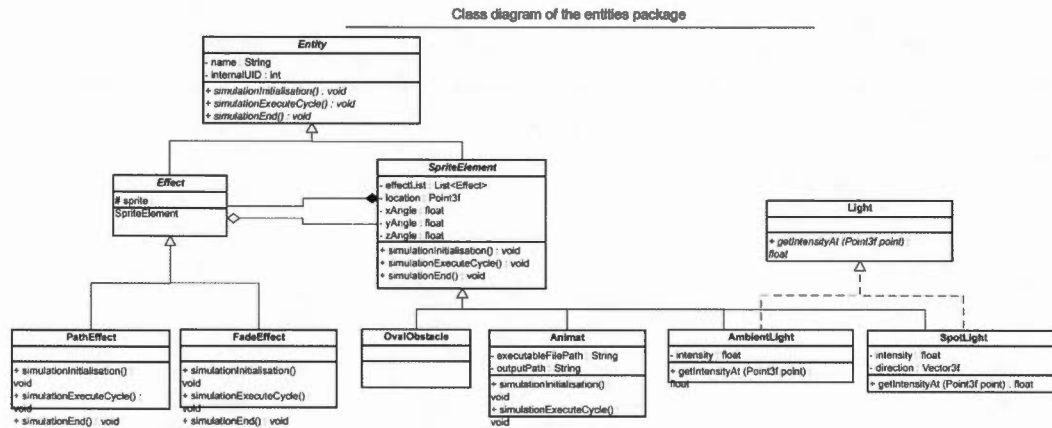 Class diagram of the entities package
Entity
- name : String
- internalUID : int
+ simulationInitialisation() : void
+ simulationExecuteCycle() : void
+ simulationEnd() : void
Effect
# sprite
SpriteElement
SpriteElement
- effectList : List<Effect>
- location : Point3f
- xAngle : float
- yAngle : float
- zAngle : float
+ simulationInitialisation() : void
+ simulationExecuteCycle() : void
+ simulationEnd() : void
Light
+ getIntensityAt (Point3f point) :
float
PathEffect
+ simulationInitialisation() :
void
+ simulationExecuteCycle() :
void
+ simulationEnd() : void
FadeEffect
+ simulationInitialisation()
void
+ simulationExecuteCycle()
void
+ simulationEnd() : void
OvalObstacle
Animat
- executableFilePath : String
- outputPath : String
+ simulationInitialisation()
void
+ simulationExecuteCycle()
void
AmbientLight
- intensity : float
+ getIntensityAt (Point3f point)
float
SpotLight
- intensity : float
- direction : Vector3f
+ getIntensityAt (Point3f point) . float